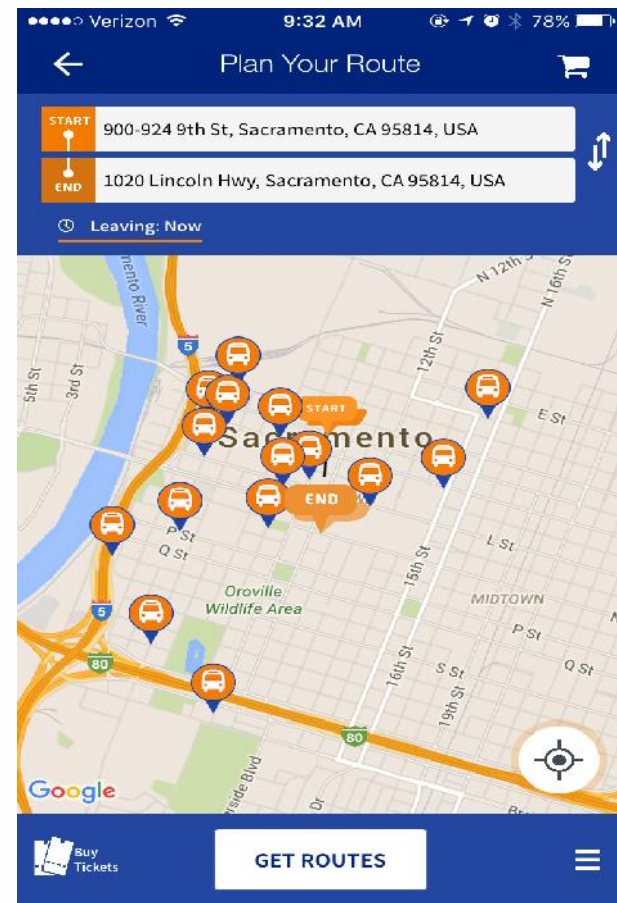 Verizon
9:32 AM
78%
Plan Your Route
START
900-924 9th St, Sacramento, CA 95814, USA
END
1020 Lincoln Hwy, Sacramento, CA 95814, USA
Leaving: Now
N 12th
N 16th St
River
5
12th St
5th St
3rd St
START
E St
Sacramento
END
P St
Q St
L St
15th St
Oroville
Wildlife Area
MIDTOWN
5
P St
80
16th St
S St
Q St
19th St
80
Blvd
Dr
Google
Buy
Tickets
GET ROUTES